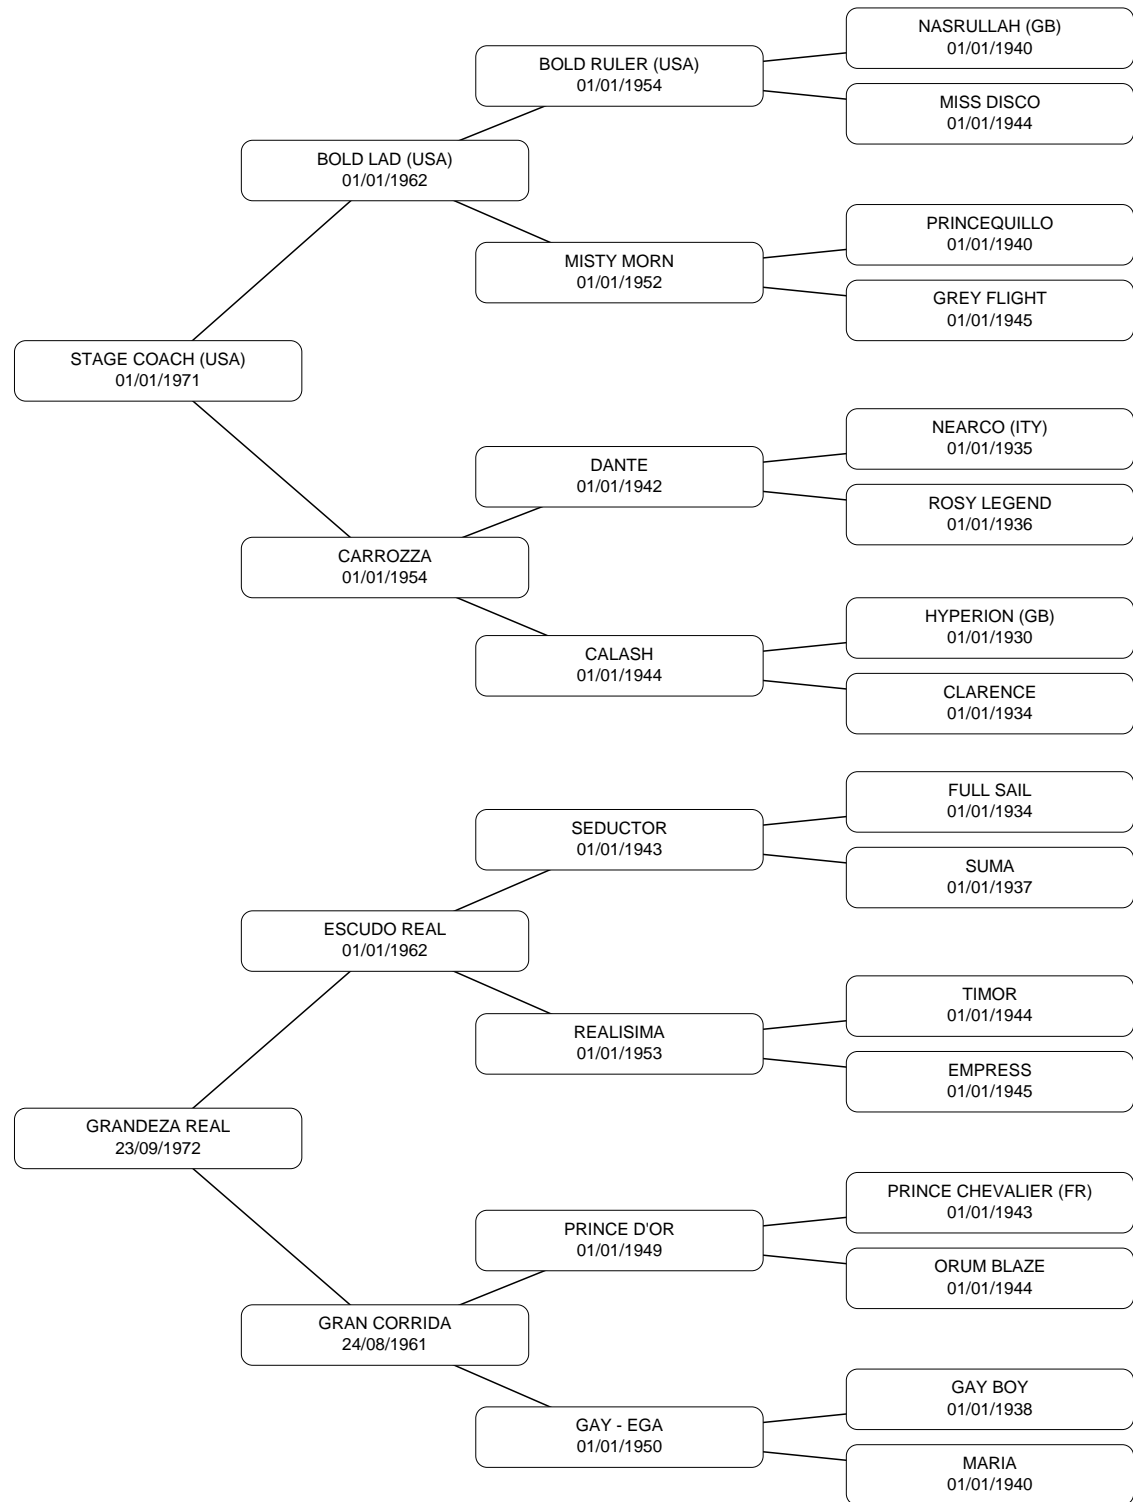 NASRULLAH (GB)
01/01/1940
BOLD RULER (USA)
01/01/1954
MISS DISCO
01/01/1944
BOLD LAD (USA)
01/01/1962
PRINCEQUILLO
01/01/1940
MISTY MORN
01/01/1952
GREY FLIGHT
01/01/1945
STAGE COACH (USA)
01/01/1971
NEARCO (ITY)
01/01/1935
DANTE
01/01/1942
ROSY LEGEND
01/01/1936
CARROZZA
01/01/1954
HYPERION (GB)
01/01/1930
CALASH
01/01/1944
CLARENCE
01/01/1934
FULL SAIL
01/01/1934
SEDUCTOR
01/01/1943
SUMA
01/01/1937
ESCUDO REAL
01/01/1962
TIMOR
01/01/1944
REALISIMA
01/01/1953
EMPRESS
01/01/1945
GRANDEZA REAL
23/09/1972
PRINCE CHEVALIER (FR)
01/01/1943
PRINCE D'OR
01/01/1949
ORUM BLAZE
01/01/1944
GRAN CORRIDA
24/08/1961
GAY BOY
01/01/1938
GAY - EGA
01/01/1950
MARIA
01/01/1940